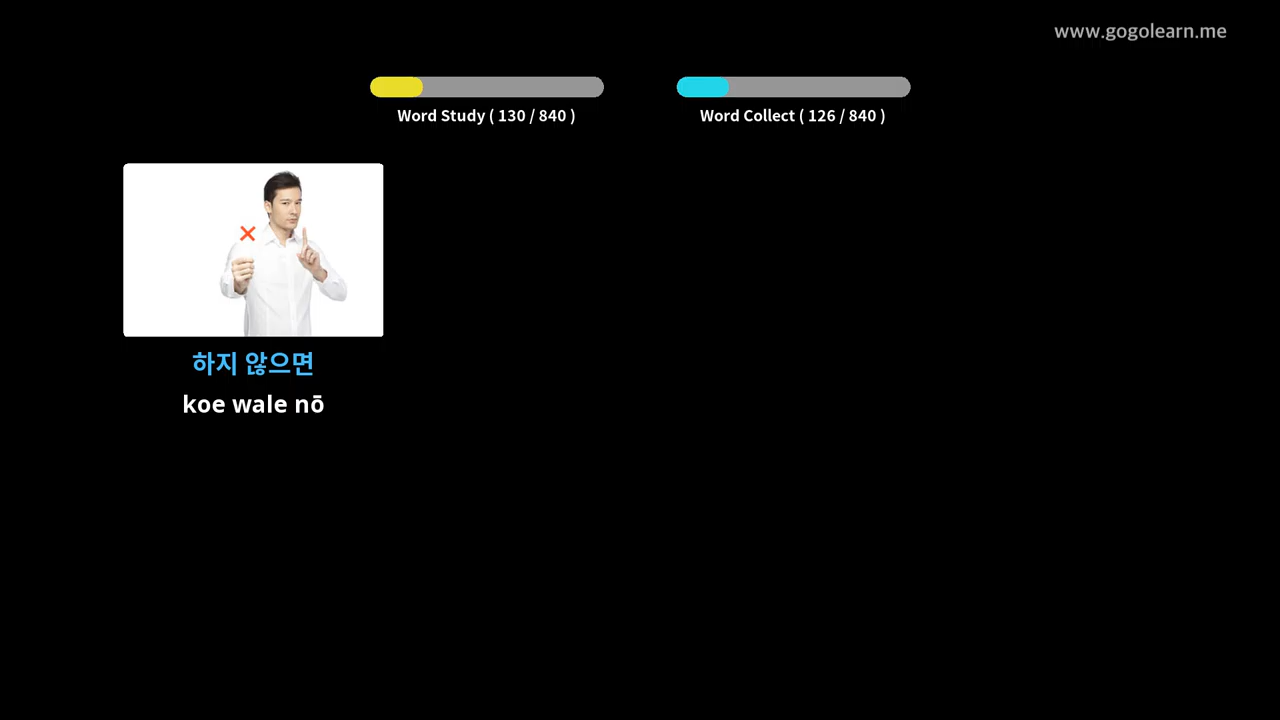 www.gogolearn.me
Word Study ( 130 / 840 )
Word Collect ( 126 / 840 )
하지 않으면
koe wale nō